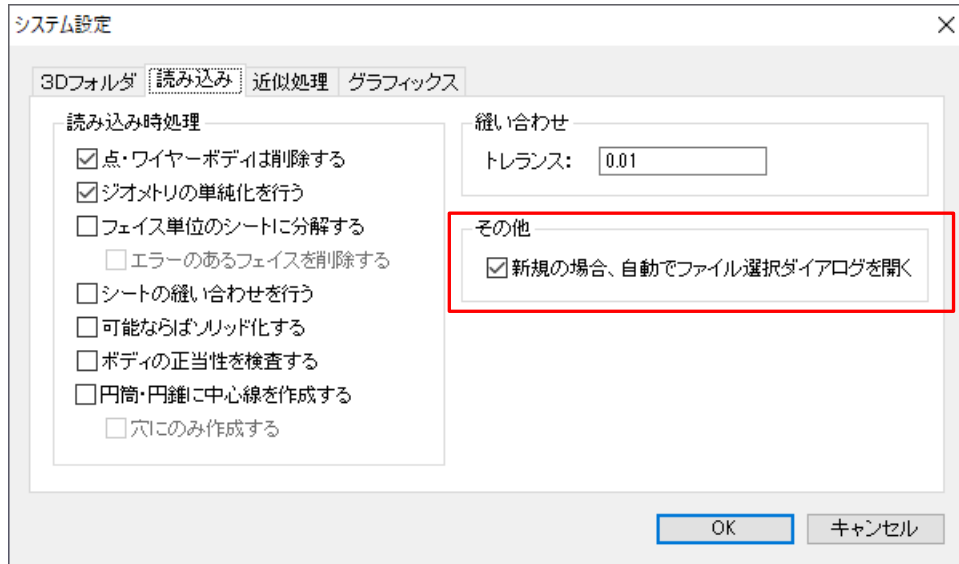 システム設定
3Dフォルダ 読み込み 近似処理 グラフィックス
読み込み時処理
点・ワイヤーボディは削除する
ジオメトリの単純化を行う
フェイス単位のシートに分解する
エラーのあるフェイスを削除する
シートの縫い合わせを行う
可能ならばソリッド化する
ボディの正当性を検査する
円筒・円錐に中心線を作成する
穴にのみ作成する
縫い合わせ
トレランス: 0.01
その他
新規の場合、自動でファイル選択ダイアログを開く
OK キャンセル